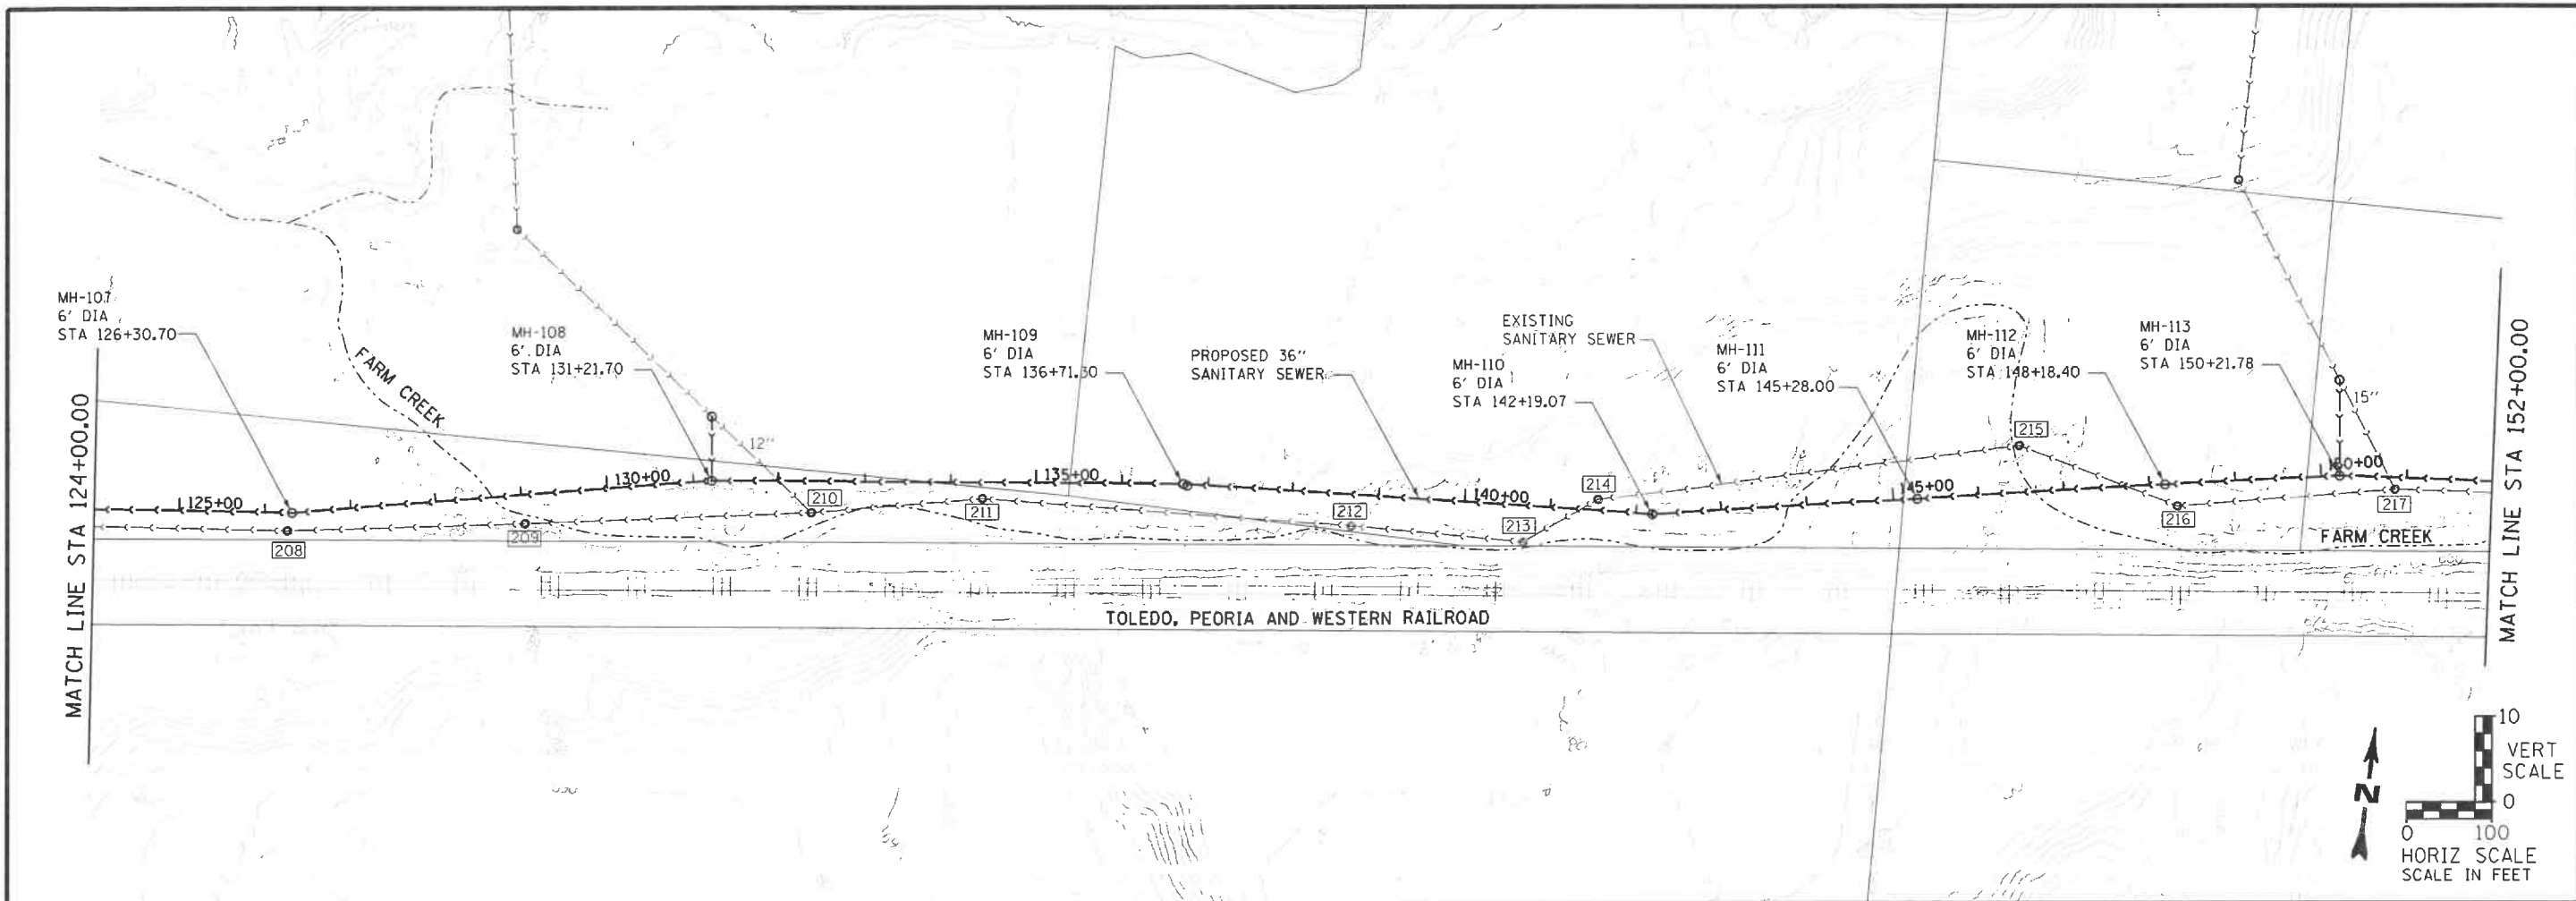 MH-107
6' DIA
STA 126+30.70
MH-108
6' DIA
STA 131+21.70
MH-109
6' DIA
STA 136+71.30
PROPOSED 36"
SANITARY SEWER
MH-110
6' DIA
STA 142+19.07
EXISTING
SANITARY SEWER
MH-111
6' DIA
STA 145+28.00
MH-112
6' DIA
STA 148+18.40
MH-113
6' DIA
STA 150+21.78
MATCH LINE STA 124+00.00
FARM CREEK
12"
15"
125+00
130+00
135+00
140+00
145+00
150+00
208
209
210
211
212
213
214
215
216
217
FARM CREEK
TOLEDO, PEORIA AND WESTERN RAILROAD
MATCH LINE STA 152+00.00
N
10
VERT
SCALE
0
0 100
HORIZ SCALE
SCALE IN FEET